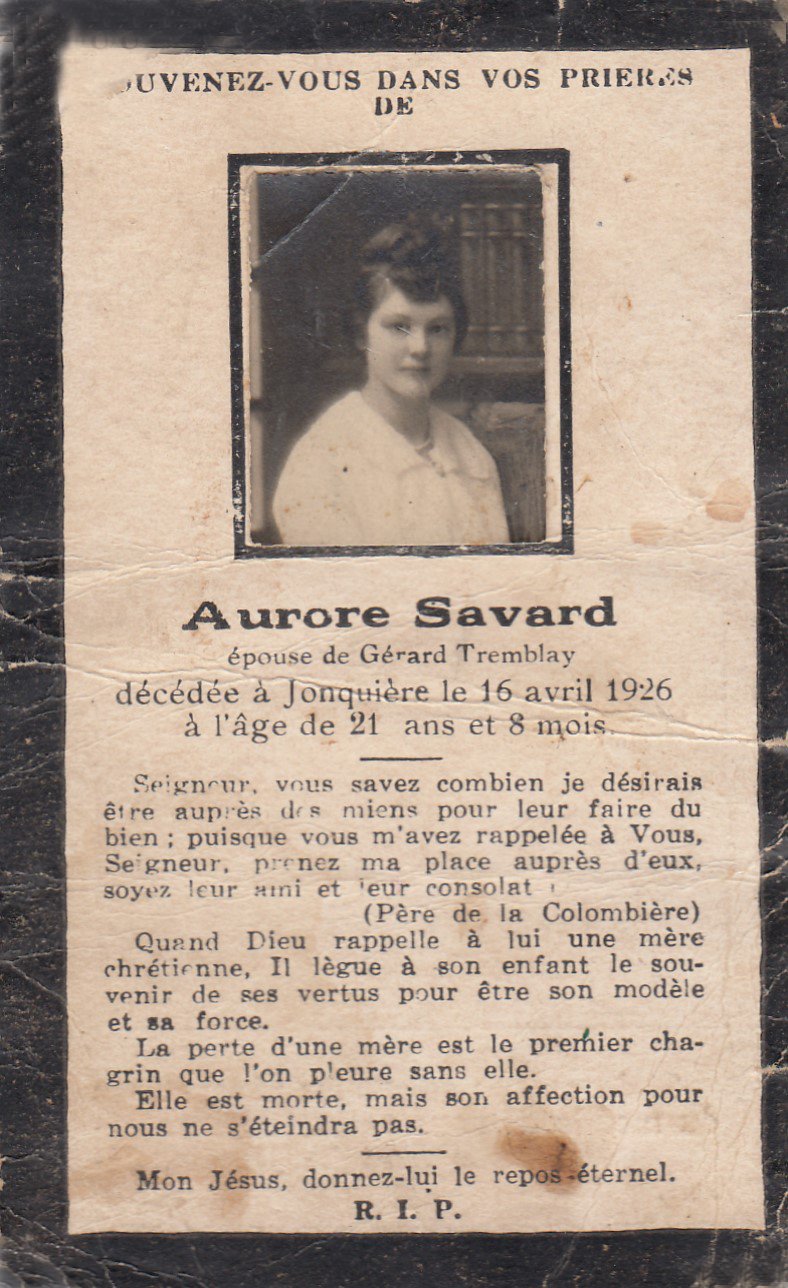 OUVENEZ-VOUS DANS VOS PRIERES
DE
Aurore Savard
épouse de Gérard Tremblay
décédée à Jonquière le 16 avril 1926
à l'âge de 21 ans et 8 mois.
Seigneur, vous savez combien je désirais
être auprès des miens pour leur faire du
bien ; puisque vous m'avez rappelée à Vous,
Seigneur, prenez ma place auprès d'eux,
soyez leur ami et leur consolat
(Père de la Colombière)
Quand Dieu rappelle à lui une mère
chrétienne, Il lègue à son enfant le sou-
venir de ses vertus pour être son modèle
et sa force.
La perte d'une mère est le premier cha-
grin que l'on pleure sans elle.
Elle est morte, mais son affection pour
nous ne s'éteindra pas.
Mon Jésus, donnez-lui le repos éternel.
R. I. P.